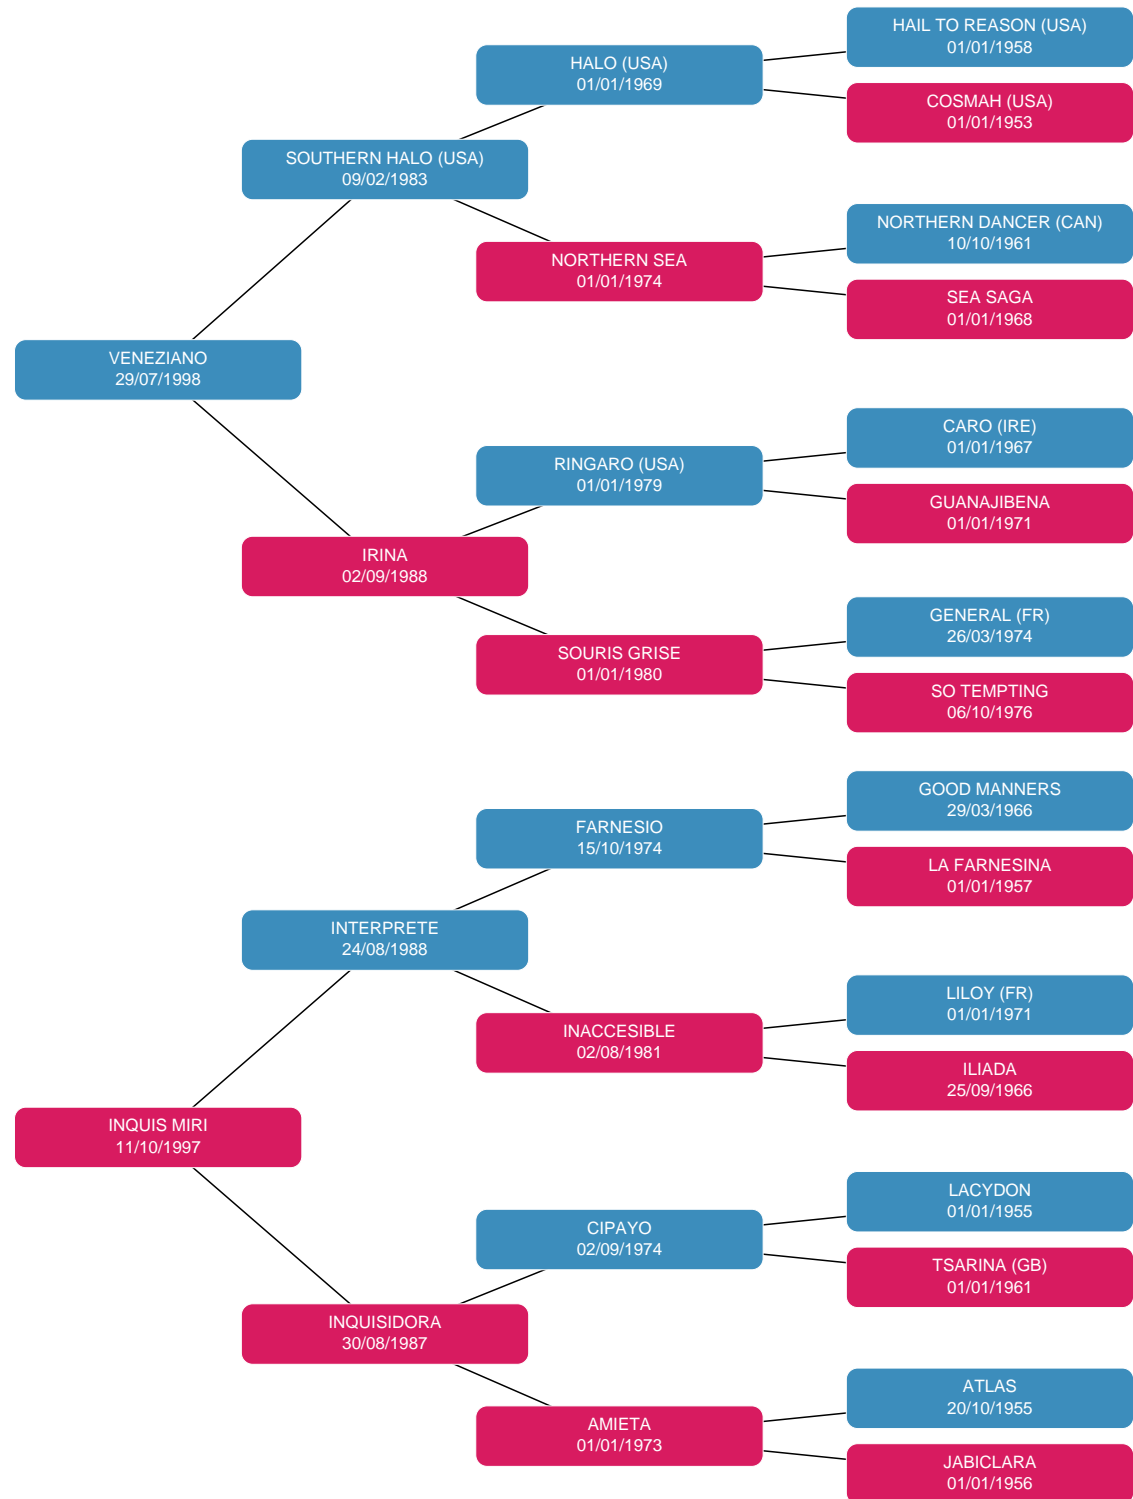 HAIL TO REASON (USA)
01/01/1958
HALO (USA)
01/01/1969
COSMAH (USA)
01/01/1953
SOUTHERN HALO (USA)
09/02/1983
NORTHERN DANCER (CAN)
10/10/1961
NORTHERN SEA
01/01/1974
SEA SAGA
01/01/1968
VENEZIANO
29/07/1998
CARO (IRE)
01/01/1967
RINGARO (USA)
01/01/1979
GUANAJIBENA
01/01/1971
IRINA
02/09/1988
GENERAL (FR)
26/03/1974
SOURIS GRISE
01/01/1980
SO TEMPTING
06/10/1976
GOOD MANNERS
29/03/1966
FARNESIO
15/10/1974
LA FARNESINA
01/01/1957
INTERPRETE
24/08/1988
LILOY (FR)
01/01/1971
INACCESIBLE
02/08/1981
ILIADA
25/09/1966
INQUIS MIRI
11/10/1997
LACYDON
01/01/1955
CIPAYO
02/09/1974
TSARINA (GB)
01/01/1961
INQUISIDORA
30/08/1987
ATLAS
20/10/1955
AMIETA
01/01/1973
JABICLARA
01/01/1956